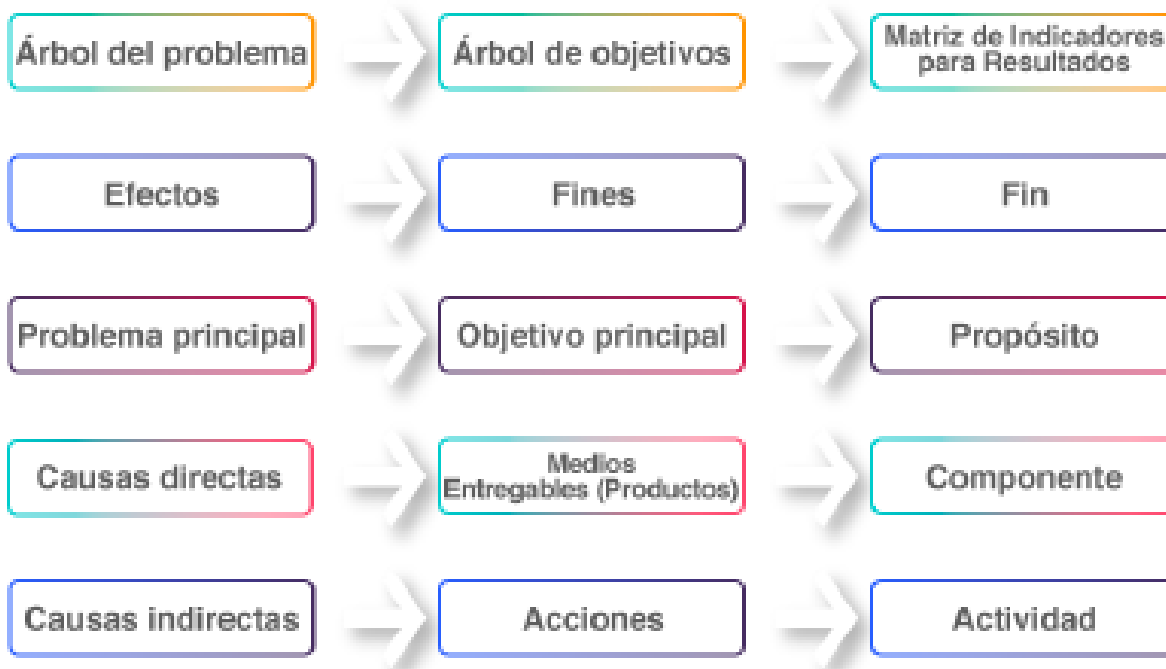 Árbol del problema
Árbol de objetivos
Matriz de Indicadores
para Resultados
Efectos
Fines
Fin
Problema principal
Objetivo principal
Propósito
Causas directas
Medios
Entregables (Productos)
Componente
Causas indirectas
Acciones
Actividad